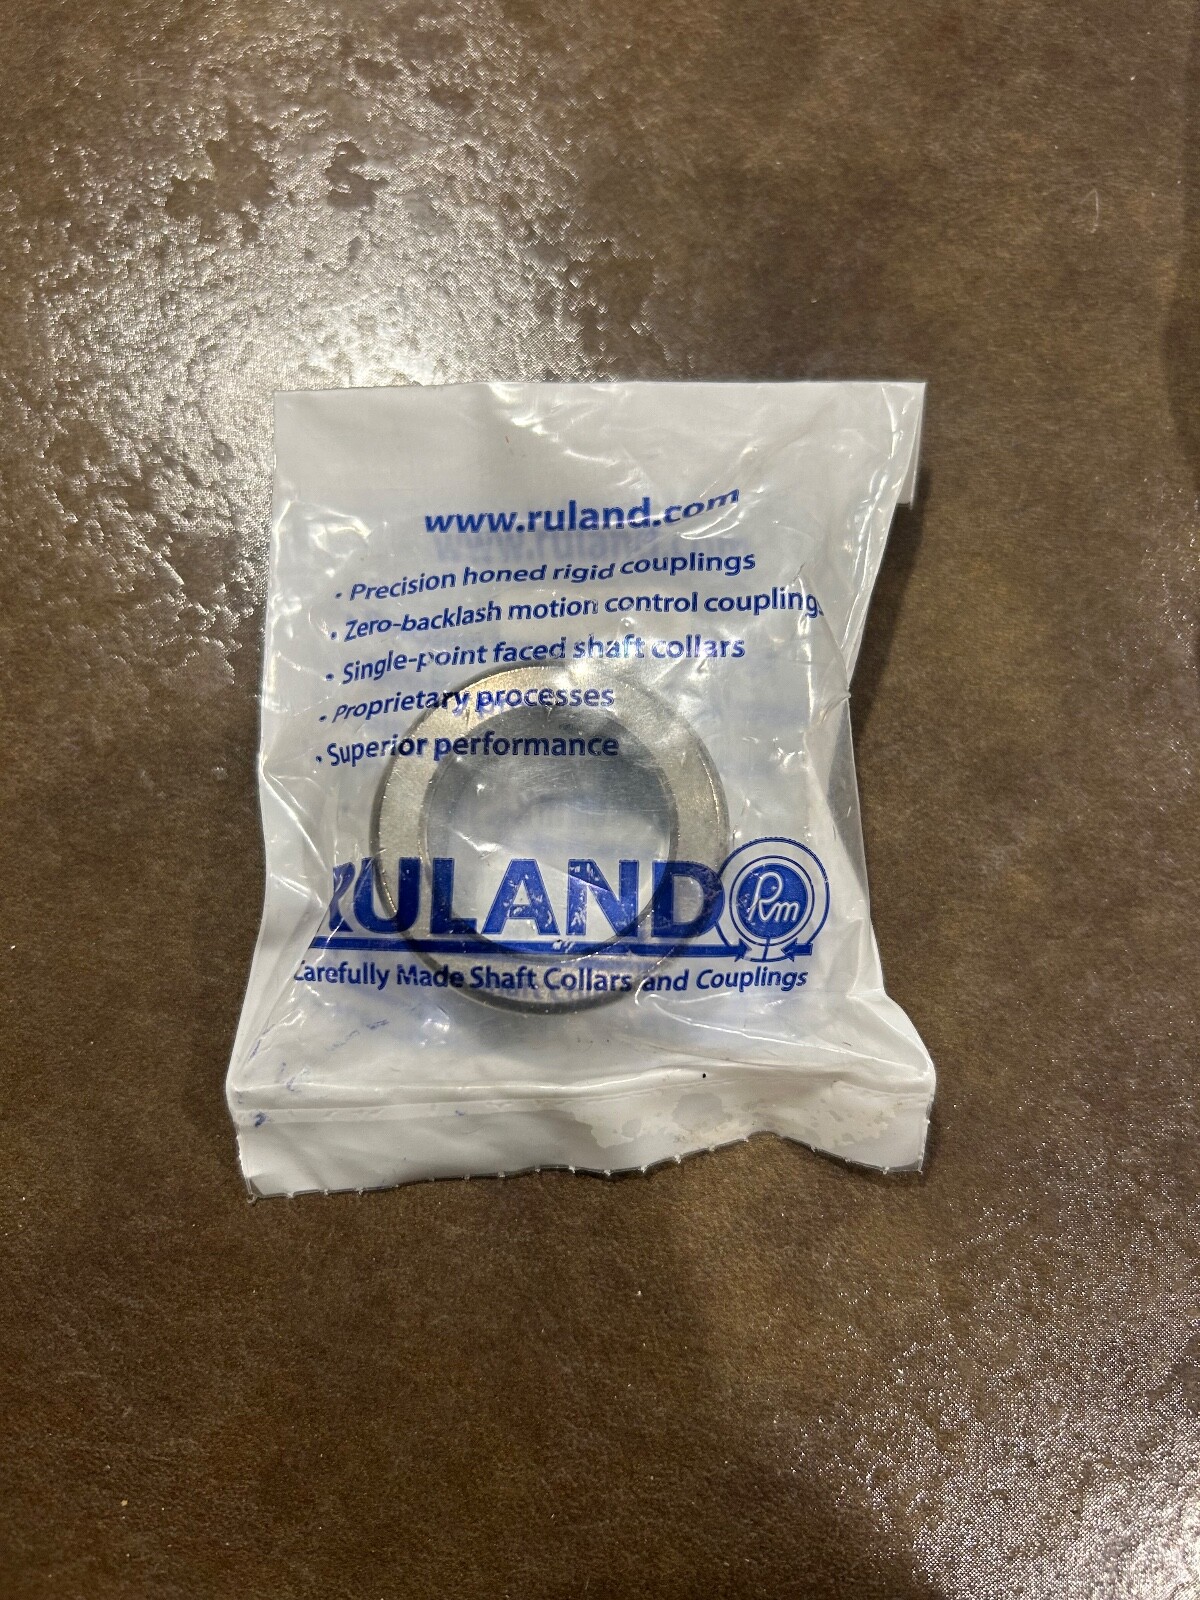 www.ruland.com
• Precision honed rigid couplings
• Zero-backlash motion control coupling
• Single-point faced shaft collars
• Proprietary processes
• Superior performance
RULAND Rm
Carefully Made Shaft Collars and Couplings